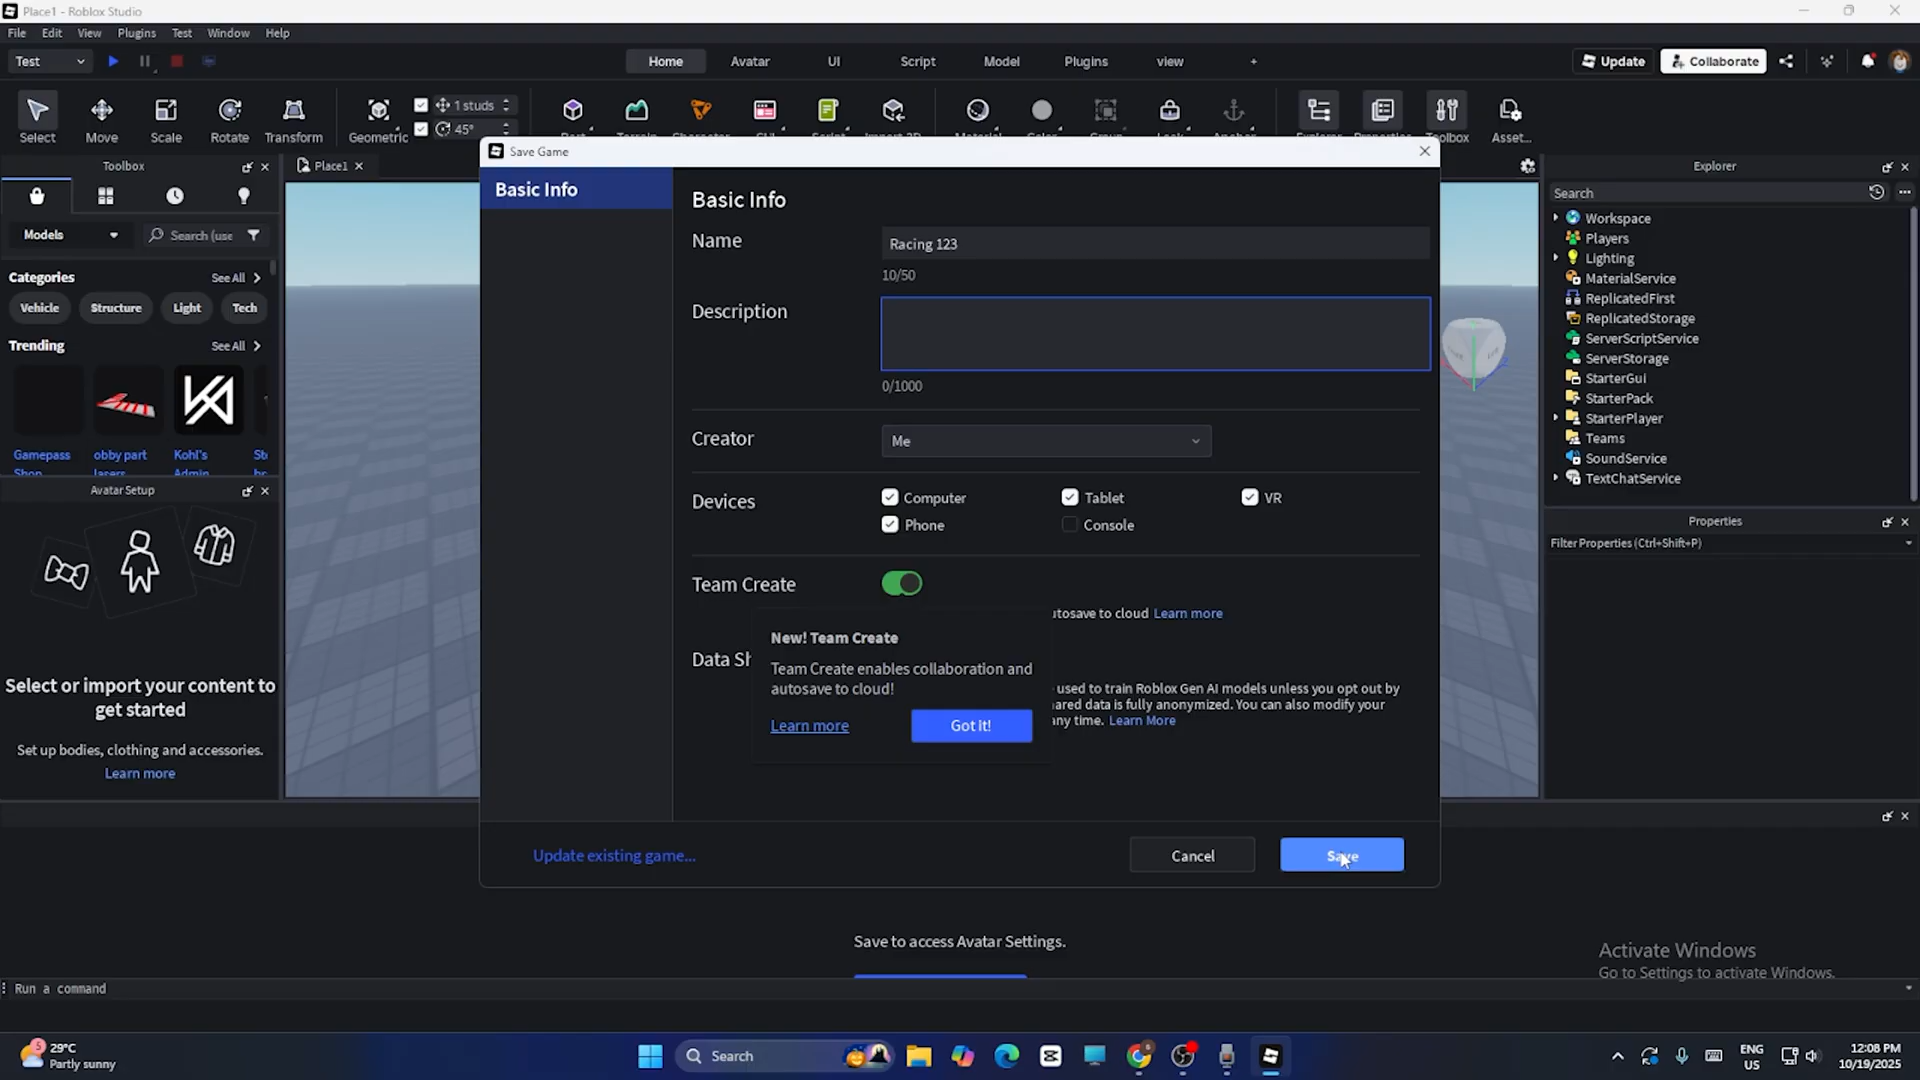 Place1 - Roblox Studio
File Edit View Plugins Test Window Help
Test
Home Avatar UI Script Model Plugins view +
Update Collaborate
Select Move Scale Rotate Transform Geometric
1 studs
45°
Toolbox Asset...
Toolbox
Place1
Explorer
Models
Search (use
Categories See All
Vehicle Structure Light Tech
Trending See All
Gamepass obby part Kohl's
Avatar Setup
Select or import your content to
get started
Set up bodies, clothing and accessories.
Learn more
Save Game
Basic Info
Basic Info
Name Racing 123
10/50
Description
0/1000
Creator Me
Devices Computer Tablet VR
Phone Console
Team Create
utosave to cloud Learn more
New! Team Create
Team Create enables collaboration and
autosave to cloud!
Learn more Got It!
Data Sh
used to train Roblox Gen AI models unless you opt out by
ared data is fully anonymized. You can also modify your
any time. Learn More
Update existing game... Cancel Save
Save to access Avatar Settings.
Search
Workspace
Players
Lighting
MaterialService
ReplicatedFirst
ReplicatedStorage
ServerScriptService
ServerStorage
StarterGui
StarterPack
StarterPlayer
Teams
SoundService
TextChatService
Properties
Filter Properties (Ctrl+Shift+P)
Activate Windows
Go to Settings to activate Windows.
Run a command
29°C
Partly sunny
Search
ENG
US
12:08 PM
10/19/2025